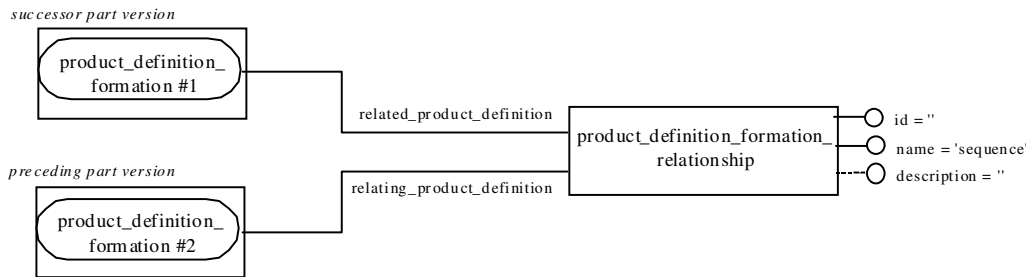 successor part version
product_definition_
formation #1
related_product_definition
id = ''
product_definition_formation_
relationship
name = 'sequence'
preceding part version
relating_product_definition
description = ''
product_definition_
formation #2